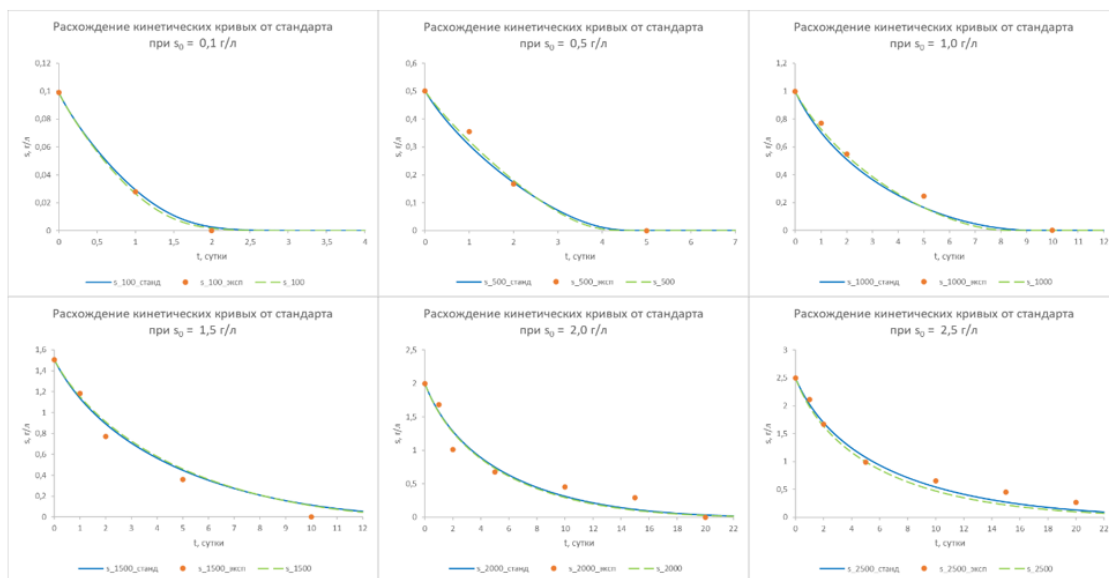 Расхождение кинетических кривых от стандарта
при s₀ = 0,1 г/л
0,12
0,1
0,08
0,06
0,04
0,02
0
s, г/л
0 0,5 1 1,5 2 2,5 3 3,5 4
t, сутки
s_100_станд s_100_эксп s_100
Расхождение кинетических кривых от стандарта
при s₀ = 0,5 г/л
0,6
0,5
0,4
0,3
0,2
0,1
0
s, г/л
0 1 2 3 4 5 6 7
t, сутки
s_500_станд s_500_эксп s_500
Расхождение кинетических кривых от стандарта
при s₀ = 1,0 г/л
1,2
1
0,8
0,6
0,4
0,2
0
s, г/л
0 1 2 3 4 5 6 7 8 9 10 11 12
t, сутки
s_1000_станд s_1000_эксп s_1000
Расхождение кинетических кривых от стандарта
при s₀ = 1,5 г/л
1,6
1,4
1,2
1
0,8
0,6
0,4
0,2
0
s, г/л
0 1 2 3 4 5 6 7 8 9 10 11 12
t, сутки
s_1500_станд s_1500_эксп s_1500
Расхождение кинетических кривых от стандарта
при s₀ = 2,0 г/л
2,5
2
1,5
1
0,5
0
s, г/л
0 2 4 6 8 10 12 14 16 18 20 22
t, сутки
s_2000_станд s_2000_эксп s_2000
Расхождение кинетических кривых от стандарта
при s₀ = 2,5 г/л
3
2,5
2
1,5
1
0,5
0
s, г/л
0 2 4 6 8 10 12 14 16 18 20 22
t, сутки
s_2500_станд s_2500_эксп s_2500